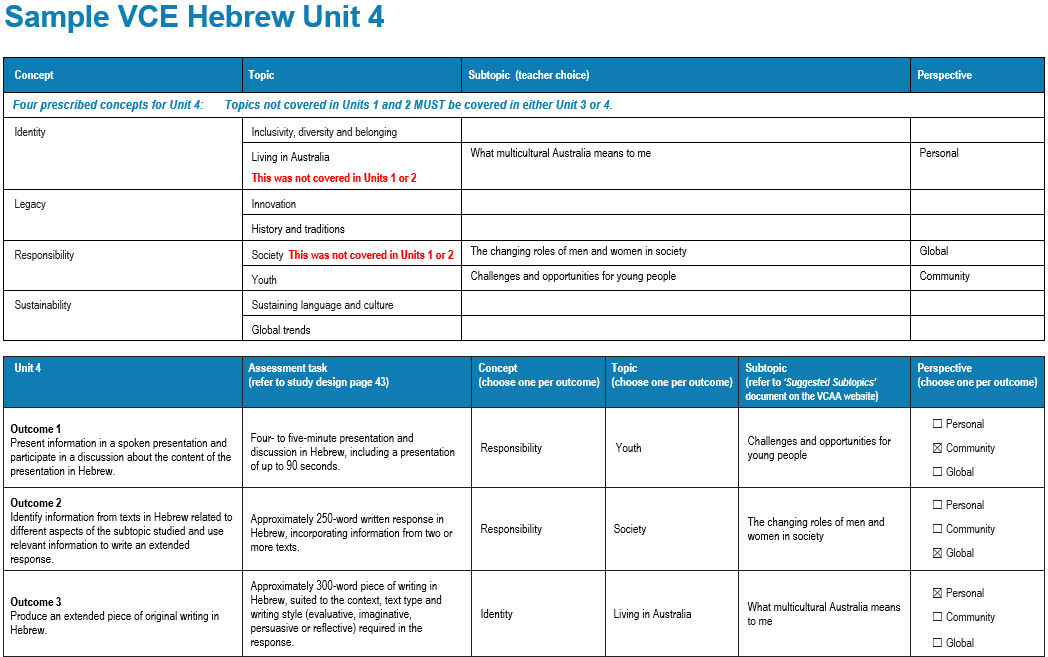 Sample VCE Hebrew Unit 4
Concept
Topic
Subtopic (teacher choice)
Perspective
Four prescribed concepts for Unit 4: Topics not covered in Units 1 and 2 MUST be covered in either Unit 3 or 4.
Identity
Inclusivity, diversity and belonging
Living in Australia
This was not covered in Units 1 or 2
What multicultural Australia means to me
Personal
Legacy
Innovation
History and traditions
Responsibility
Society This was not covered in Units 1 or 2
The changing roles of men and women in society
Global
Youth
Challenges and opportunities for young people
Community
Sustainability
Sustaining language and culture
Global trends
Unit 4
Assessment task
(refer to study design page 43)
Concept
(choose one per outcome)
Topic
(choose one per outcome)
Subtopic
(refer to ‘Suggested Subtopics’
document on the VCAA website)
Perspective
(choose one per outcome)
Outcome 1
Present information in a spoken presentation and
participate in a discussion about the content of the
presentation in Hebrew.
Four- to five-minute presentation and
discussion in Hebrew, including a presentation
of up to 90 seconds.
Responsibility
Youth
Challenges and opportunities for
young people
☐ Personal
☒ Community
☐ Global
Outcome 2
Identify information from texts in Hebrew related to
different aspects of the subtopic studied and use
relevant information to write an extended
response.
Approximately 250-word written response in
Hebrew, incorporating information from two or
more texts.
Responsibility
Society
The changing roles of men and
women in society
☐ Personal
☐ Community
☒ Global
Outcome 3
Produce an extended piece of original writing in
Hebrew.
Approximately 300-word piece of writing in
Hebrew, suited to the context, text type and
writing style (evaluative, imaginative,
persuasive or reflective) required in the
response.
Identity
Living in Australia
What multicultural Australia means
to me
☒ Personal
☐ Community
☐ Global